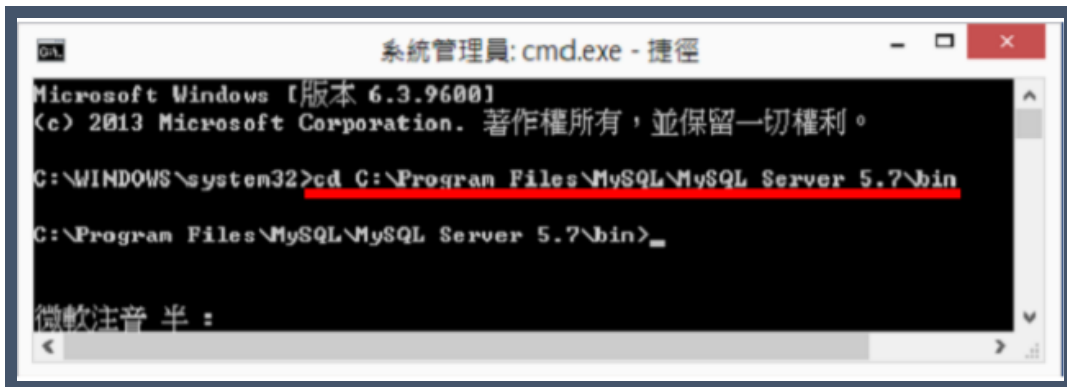 系統管理員: cmd.exe - 捷徑
Microsoft Windows [版本 6.3.9600]
(c) 2013 Microsoft Corporation. 著作權所有，並保留一切權利。
C:\WINDOWS\system32>cd C:\Program Files\MySQL\MySQL Server 5.7\bin
C:\Program Files\MySQL\MySQL Server 5.7\bin>_
微軟注音 半：